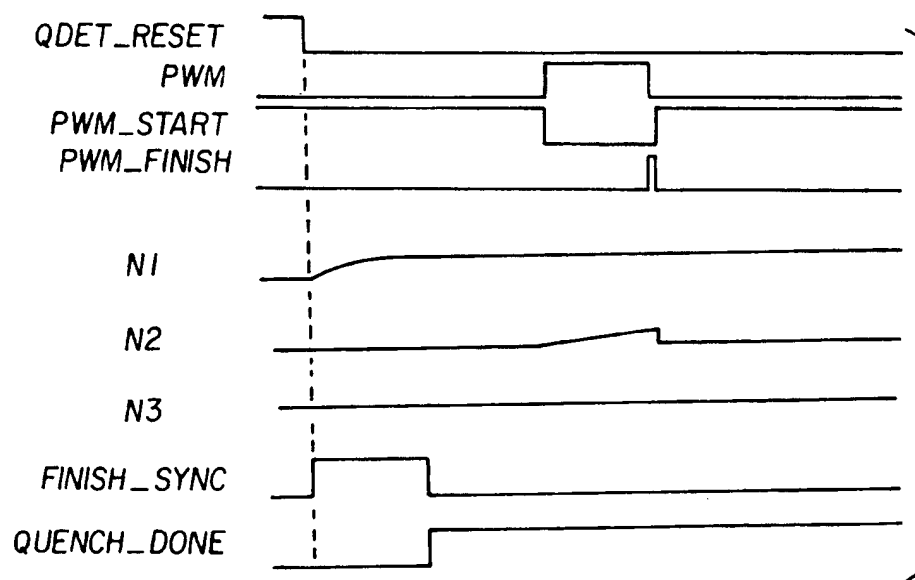 QDET_RESET
PWM
PWM_START
PWM_FINISH
N1
N2
N3
FINISH_SYNC
QUENCH_DONE